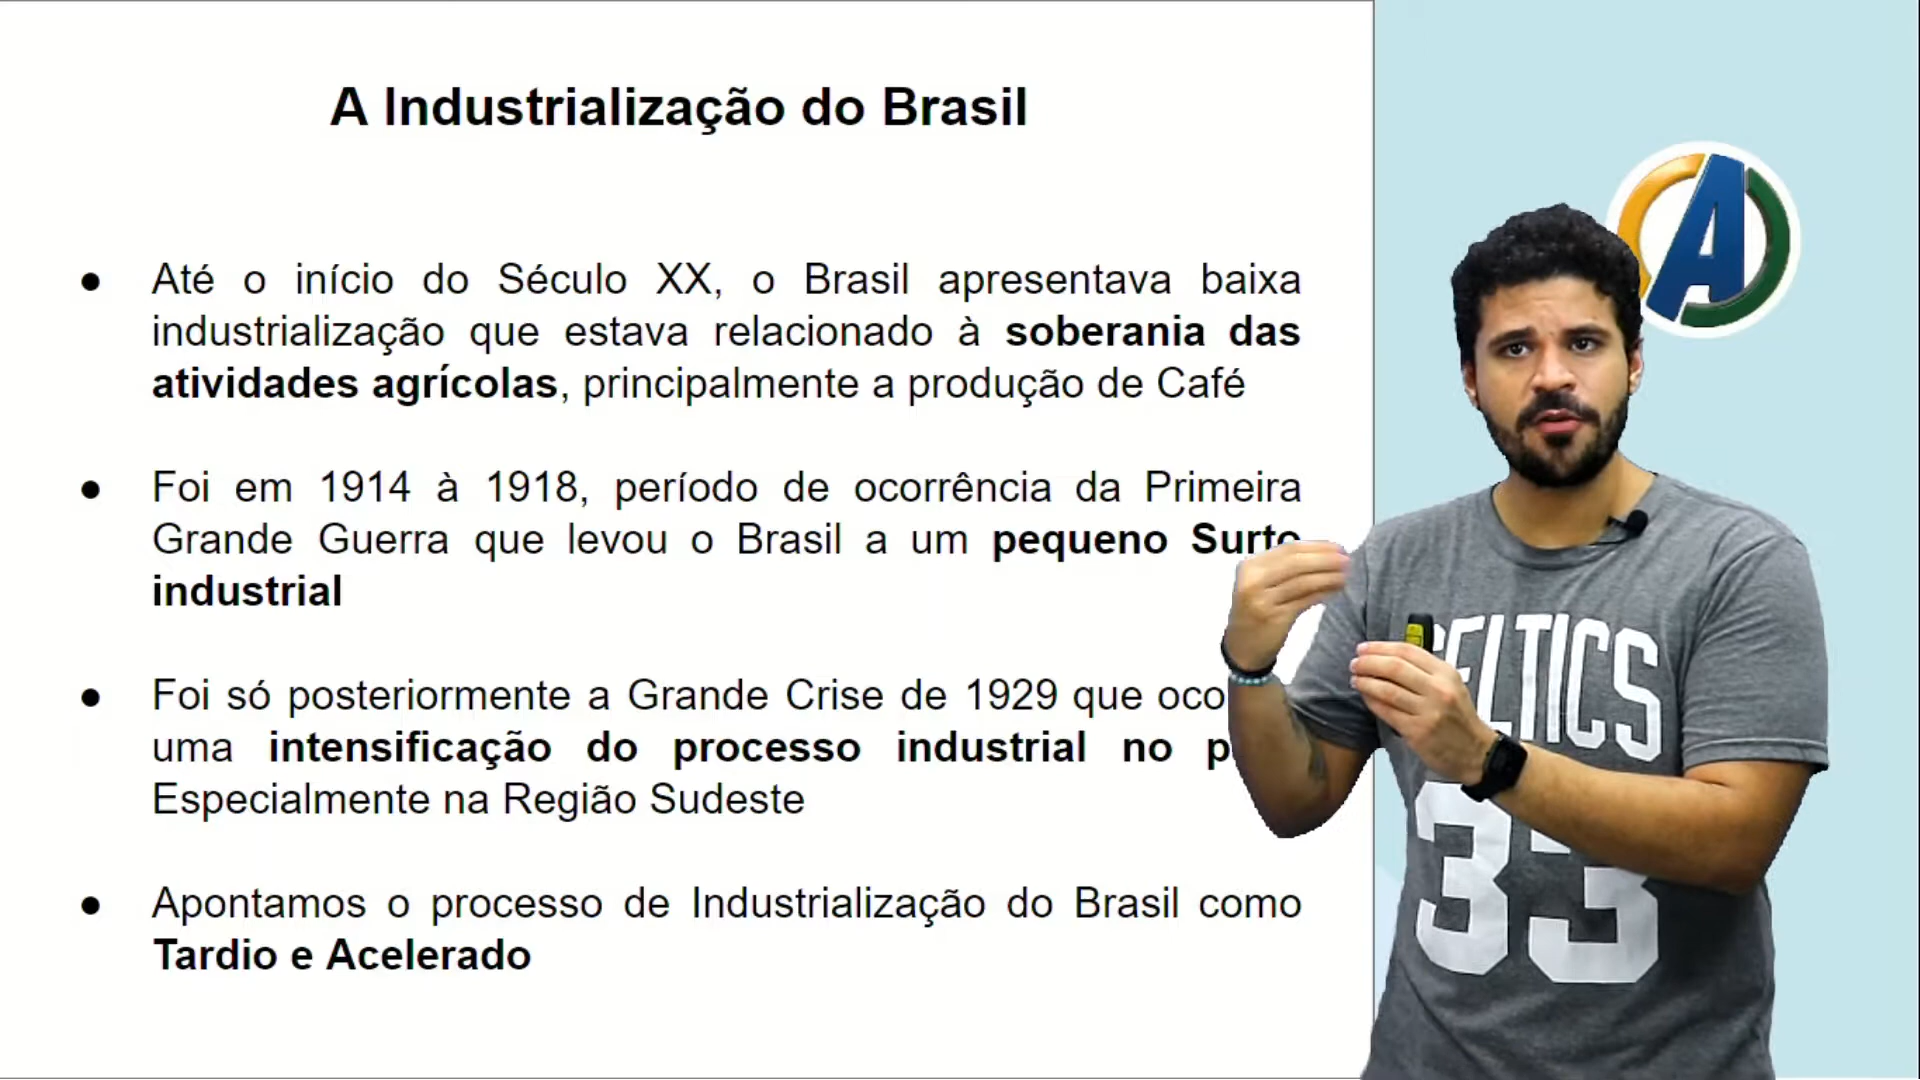 A Industrialização do Brasil
● Até o início do Século XX, o Brasil apresentava baixa
industrialização que estava relacionado à soberania das
atividades agrícolas, principalmente a produção de Café
● Foi em 1914 à 1918, período de ocorrência da Primeira
Grande Guerra que levou o Brasil a um pequeno Surto
industrial
● Foi só posteriormente a Grande Crise de 1929 que
uma intensificação do processo industrial no
Especialmente na Região Sudeste
● Apontamos o processo de Industrialização do Brasil como
Tardio e Acelerado
A
CELTICS
33